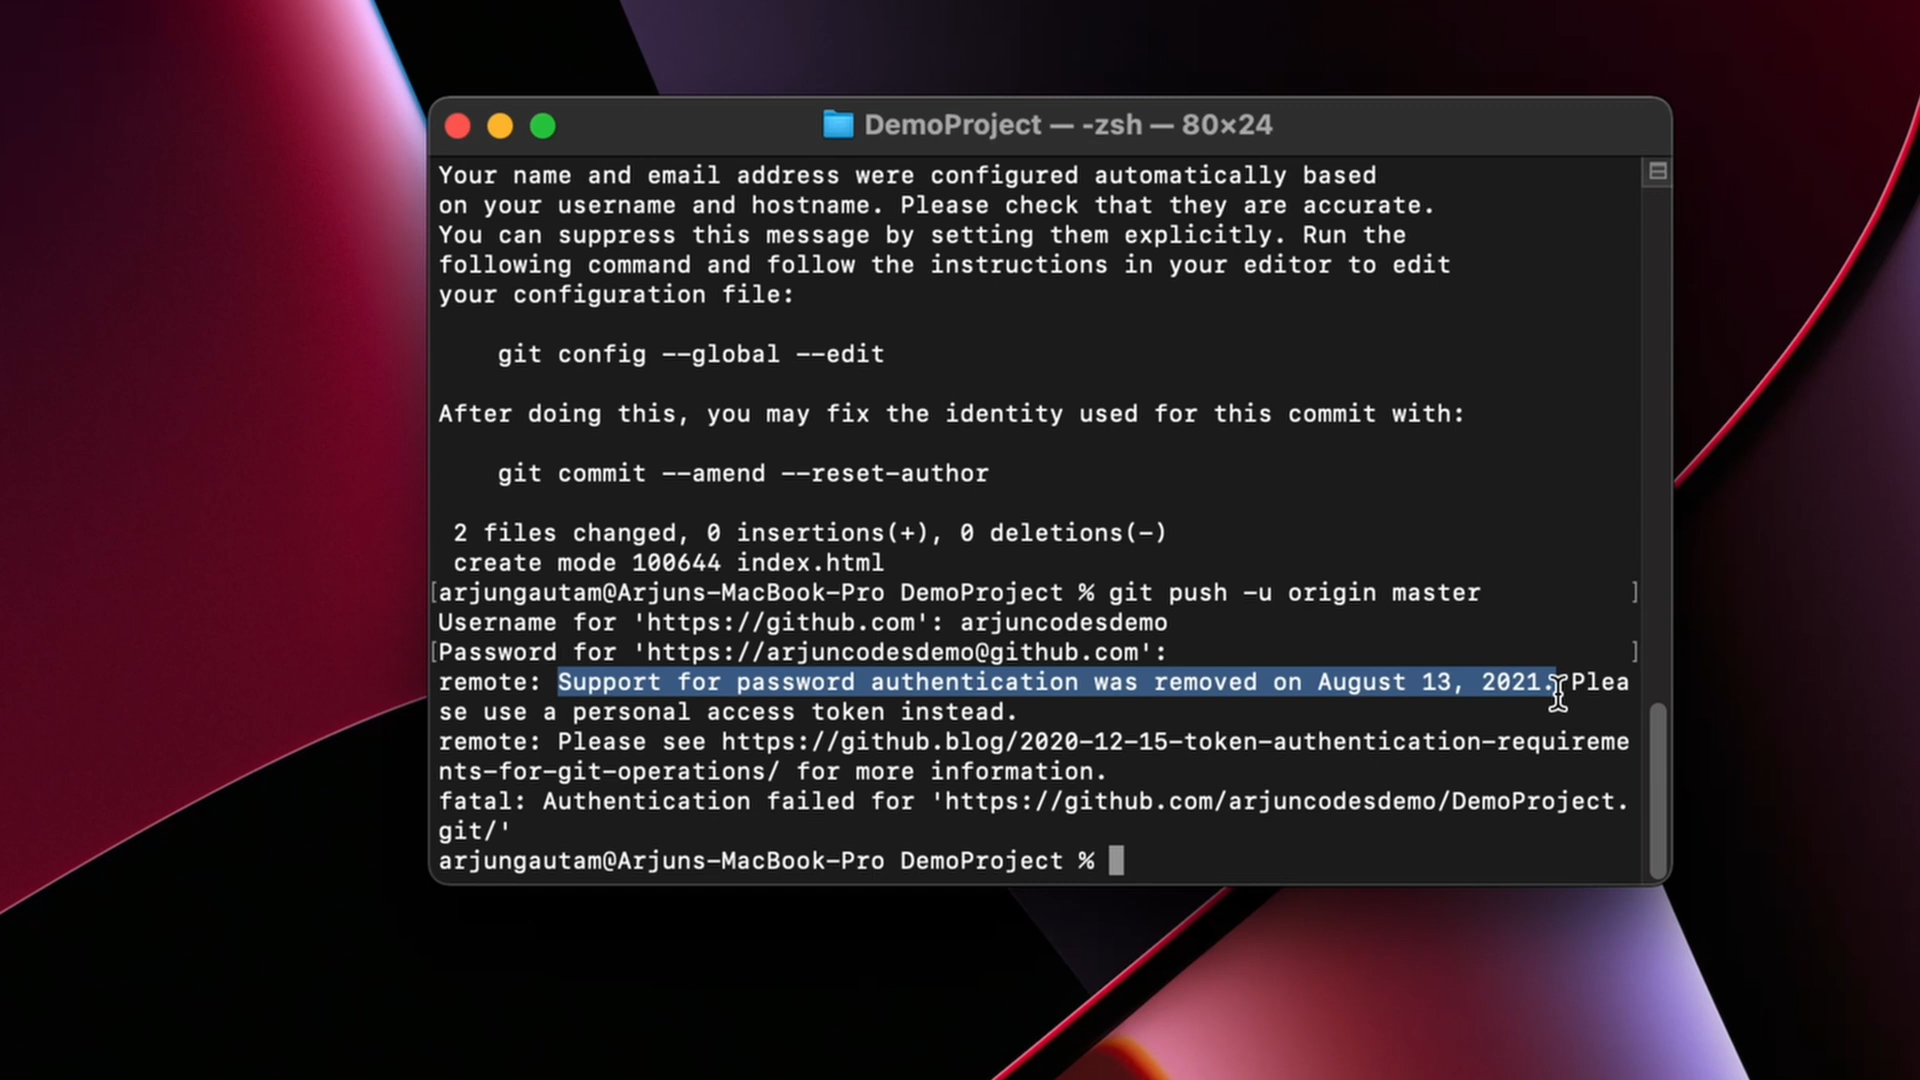 DemoProject — -zsh — 80×24
Your name and email address were configured automatically based
on your username and hostname. Please check that they are accurate.
You can suppress this message by setting them explicitly. Run the
following command and follow the instructions in your editor to edit
your configuration file:
git config --global --edit
After doing this, you may fix the identity used for this commit with:
git commit --amend --reset-author
2 files changed, 0 insertions(+), 0 deletions(-)
create mode 100644 index.html
[arjungautam@Arjuns-MacBook-Pro DemoProject % git push -u origin master ]
Username for 'https://github.com': arjuncodesdemo
[Password for 'https://arjuncodesdemo@github.com': ]
remote: Support for password authentication was removed on August 13, 2021. Plea
se use a personal access token instead.
remote: Please see https://github.blog/2020-12-15-token-authentication-requireme
nts-for-git-operations/ for more information.
fatal: Authentication failed for 'https://github.com/arjuncodesdemo/DemoProject.
git/'
arjungautam@Arjuns-MacBook-Pro DemoProject %